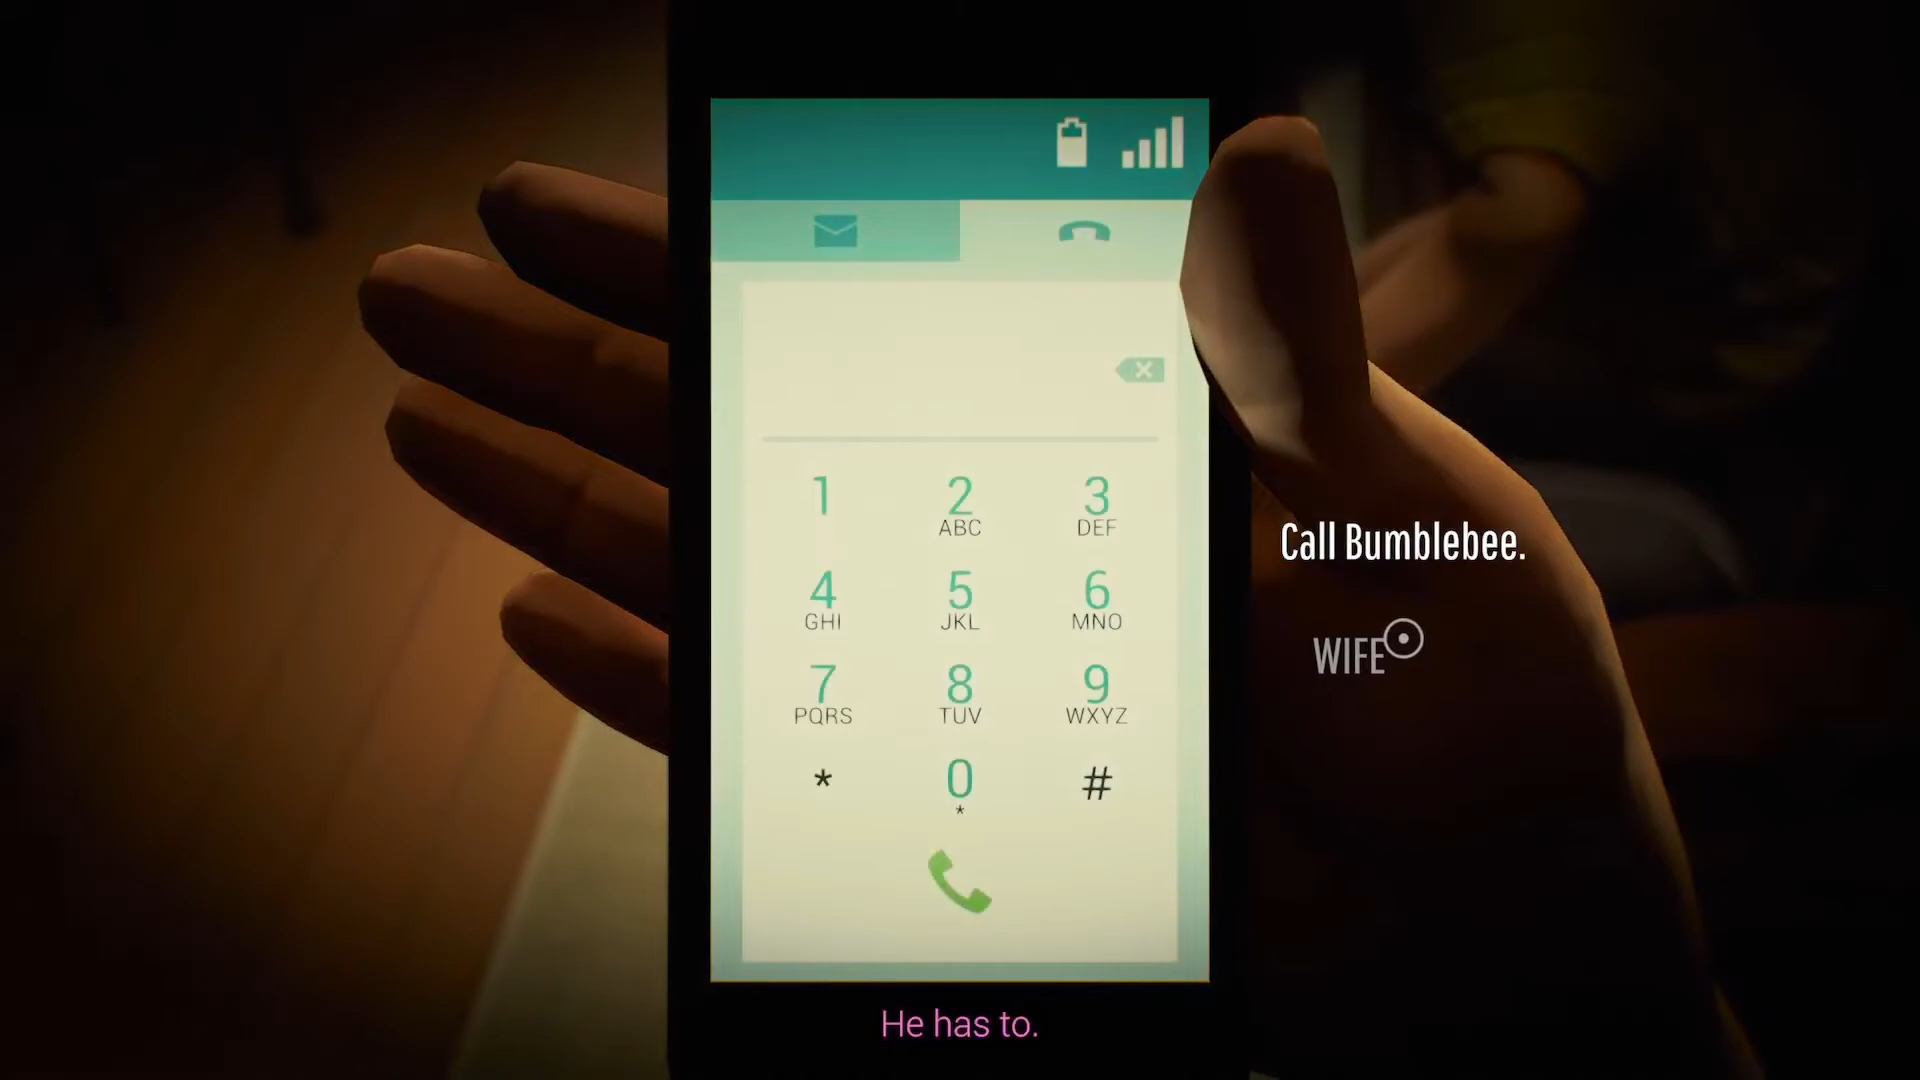 1 2 3
ABC DEF
4 5 6
GHI JKL MNO
7 8 9
PQRS TUV WXYZ
* 0 #
*
Call Bumblebee.
WIFE
He has to.